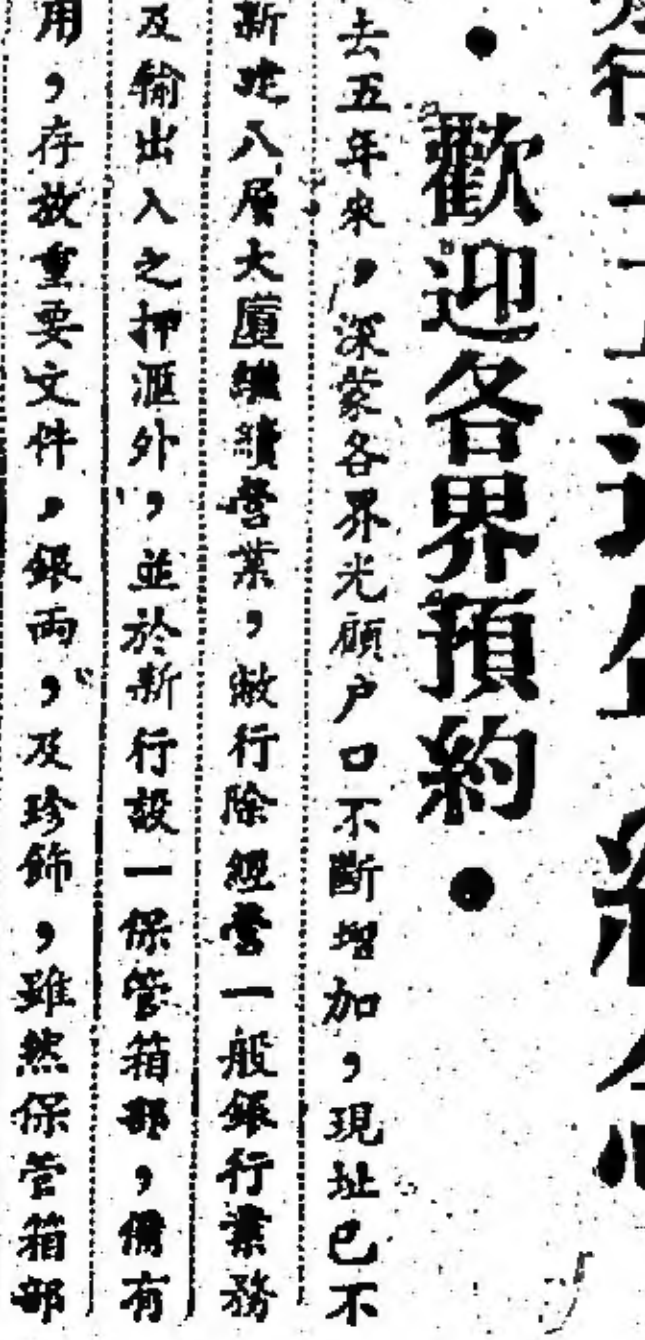 •歡迎各界預約•
去五年來，深蒙各界光顧户口不斷增加，現址已不
新建八層大廈繼續營業，敝行除經營一般銀行業務
及輸出入之押滙外，並於新行設一保管箱部，備有
用，存放重要文件，銀両，及珍飾，雖然保管箱部